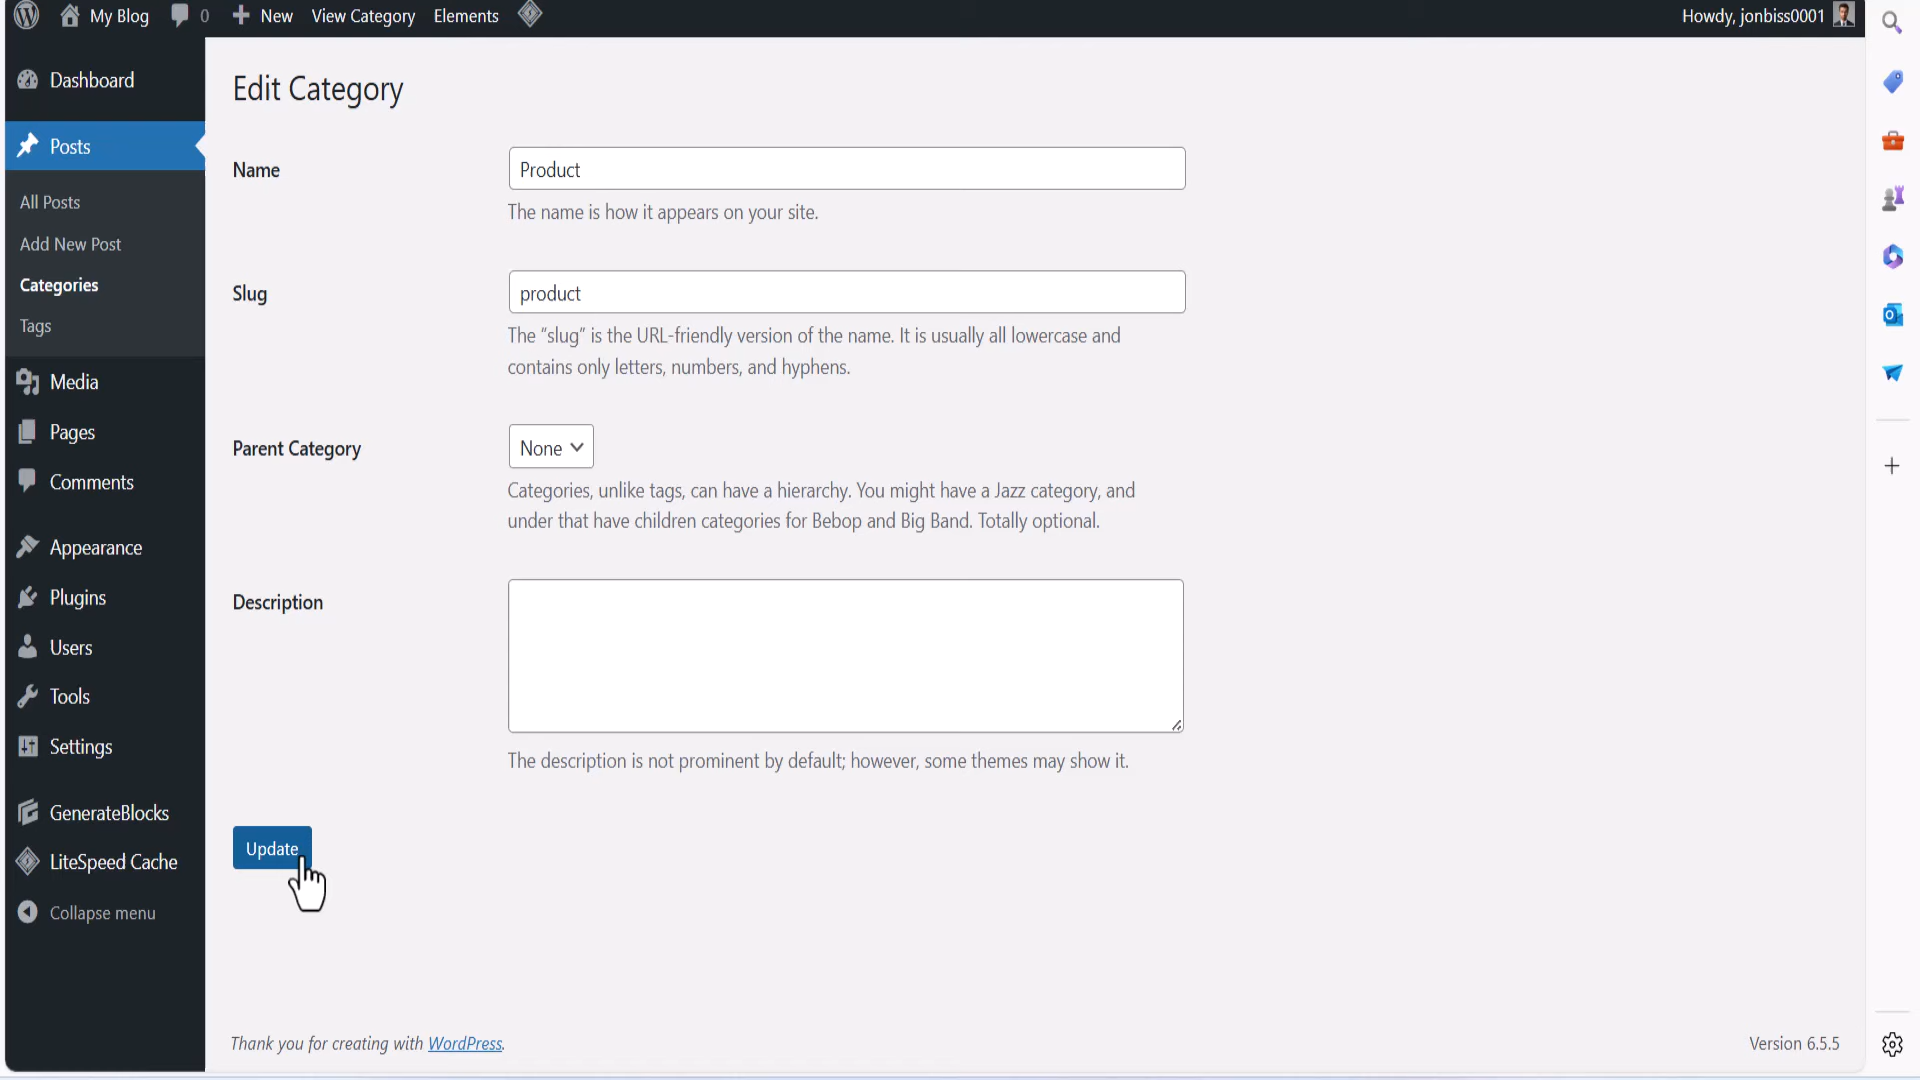 My Blog 0 New View Category Elements Howdy, jonbiss0001
Dashboard
Posts
All Posts
Add New Post
Categories
Tags
Media
Pages
Comments
Appearance
Plugins
Users
Tools
Settings
GenerateBlocks
LiteSpeed Cache
Collapse menu
Edit Category
Name
Product
The name is how it appears on your site.
Slug
product
The “slug” is the URL-friendly version of the name. It is usually all lowercase and
contains only letters, numbers, and hyphens.
Parent Category
None
Categories, unlike tags, can have a hierarchy. You might have a Jazz category, and
under that have children categories for Bebop and Big Band. Totally optional.
Description
The description is not prominent by default; however, some themes may show it.
Update
Thank you for creating with WordPress.
Version 6.5.5